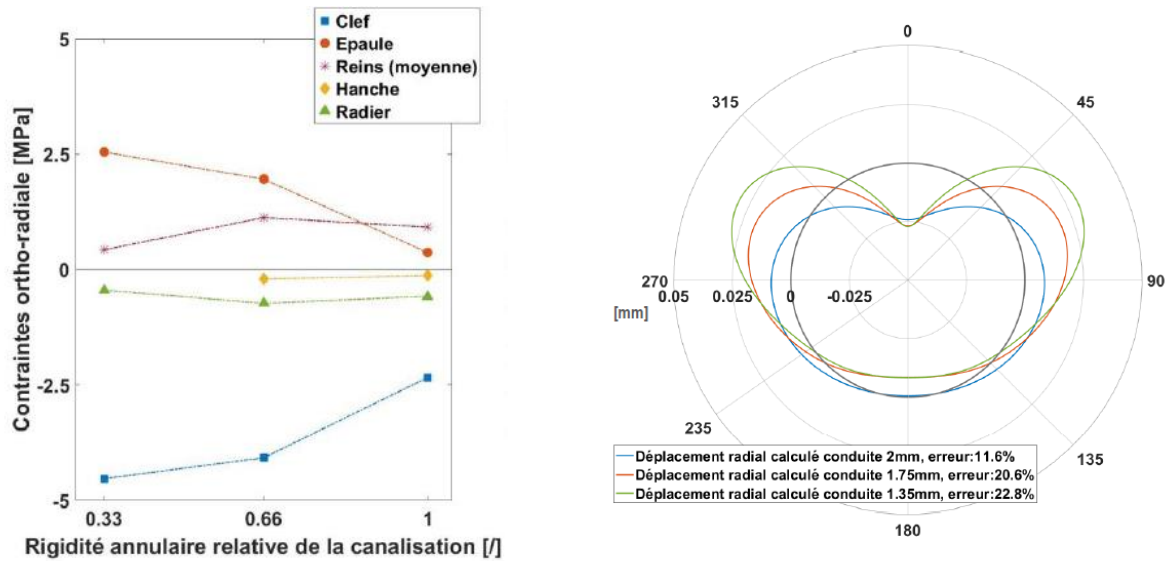 Clef
Epaule
Reins (moyenne)
Hanche
Radier
5
2.5
0
-2.5
-5
Contraintes ortho-radiale [MPa]
0.33
0.66
1
Rigidité annulaire relative de la canalisation [/]
0
45
90
135
180
235
270
315
0.05
0.025
0
-0.025
[mm]
Déplacement radial calculé conduite 2mm, erreur:11.6%
Déplacement radial calculé conduite 1.75mm, erreur:20.6%
Déplacement radial calculé conduite 1.35mm, erreur:22.8%